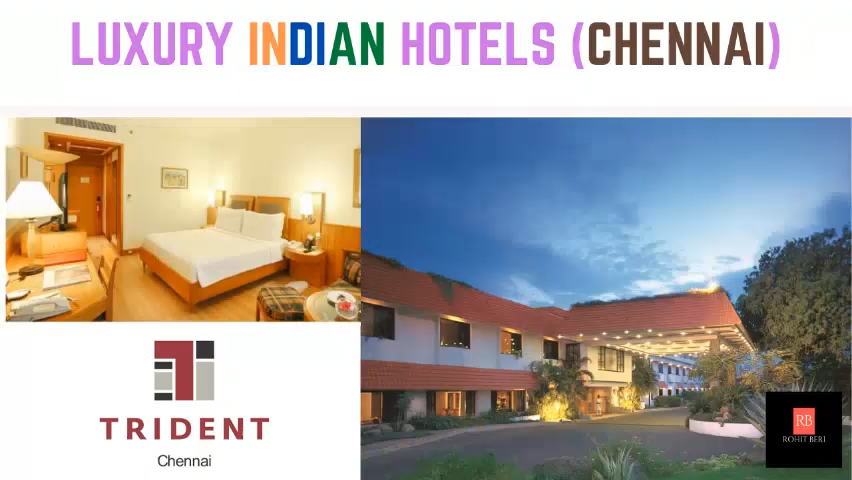 LUXURY INDIAN HOTELS (CHENNAI)
TRIDENT
Chennai
RB
ROHIT BERI